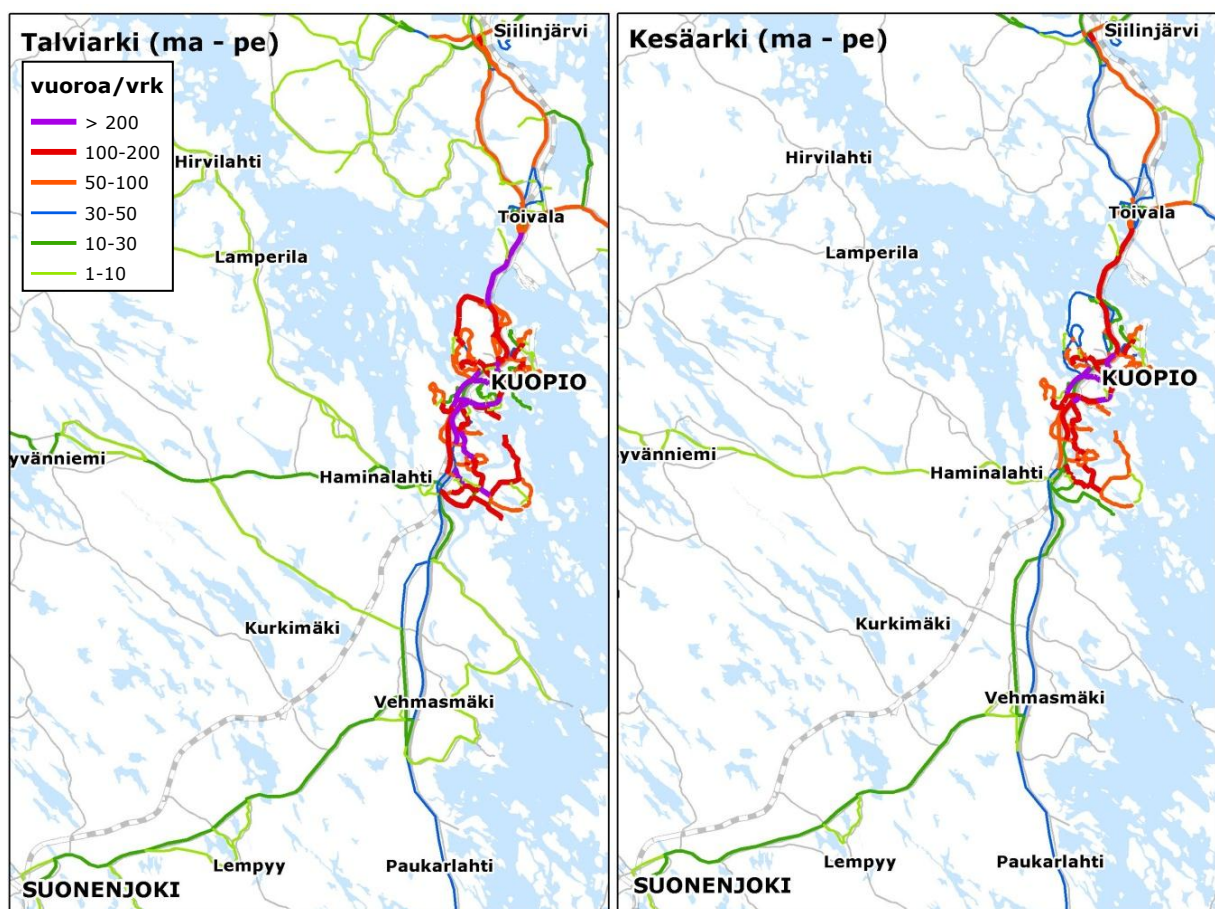 Talviarki (ma - pe)
vuoroa/vrk
> 200
100-200
50-100
30-50
10-30
1-10
Siilinjärvi
Hirvilahti
Toivala
Lamperila
KUOPIO
yvänniemi
Haminalahti
Kurkimäki
Vehmasmäki
Lempyy
Paukarlahti
SUONENJOKI
Kesäarki (ma - pe)
Siilinjärvi
Hirvilahti
Toivala
Lamperila
KUOPIO
yvänniemi
Haminalahti
Kurkimäki
Vehmasmäki
Lempyy
Paukarlahti
SUONENJOKI